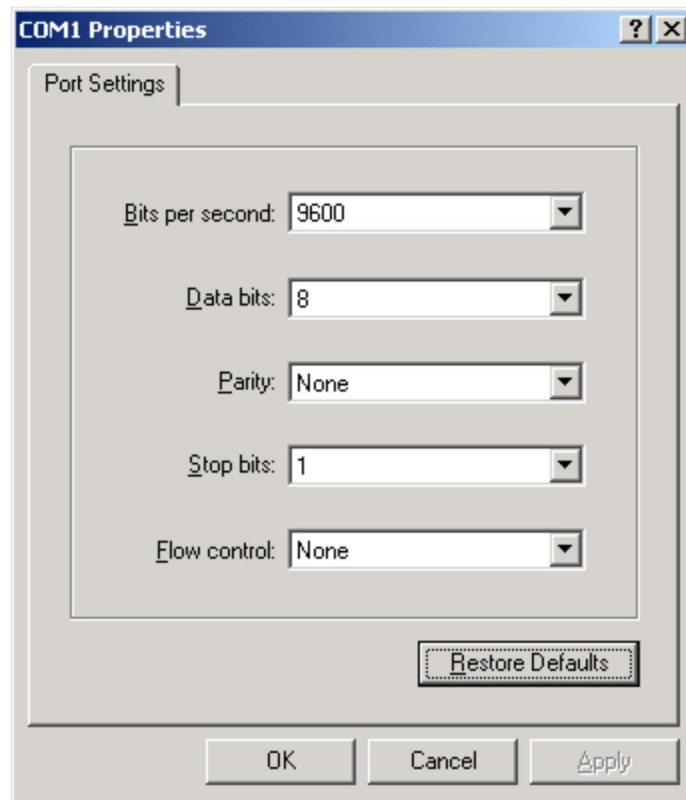 COM1 Properties
Port Settings
Bits per second: 9600
Data bits: 8
Parity: None
Stop bits: 1
Flow control: None
Restore Defaults
OK Cancel Apply